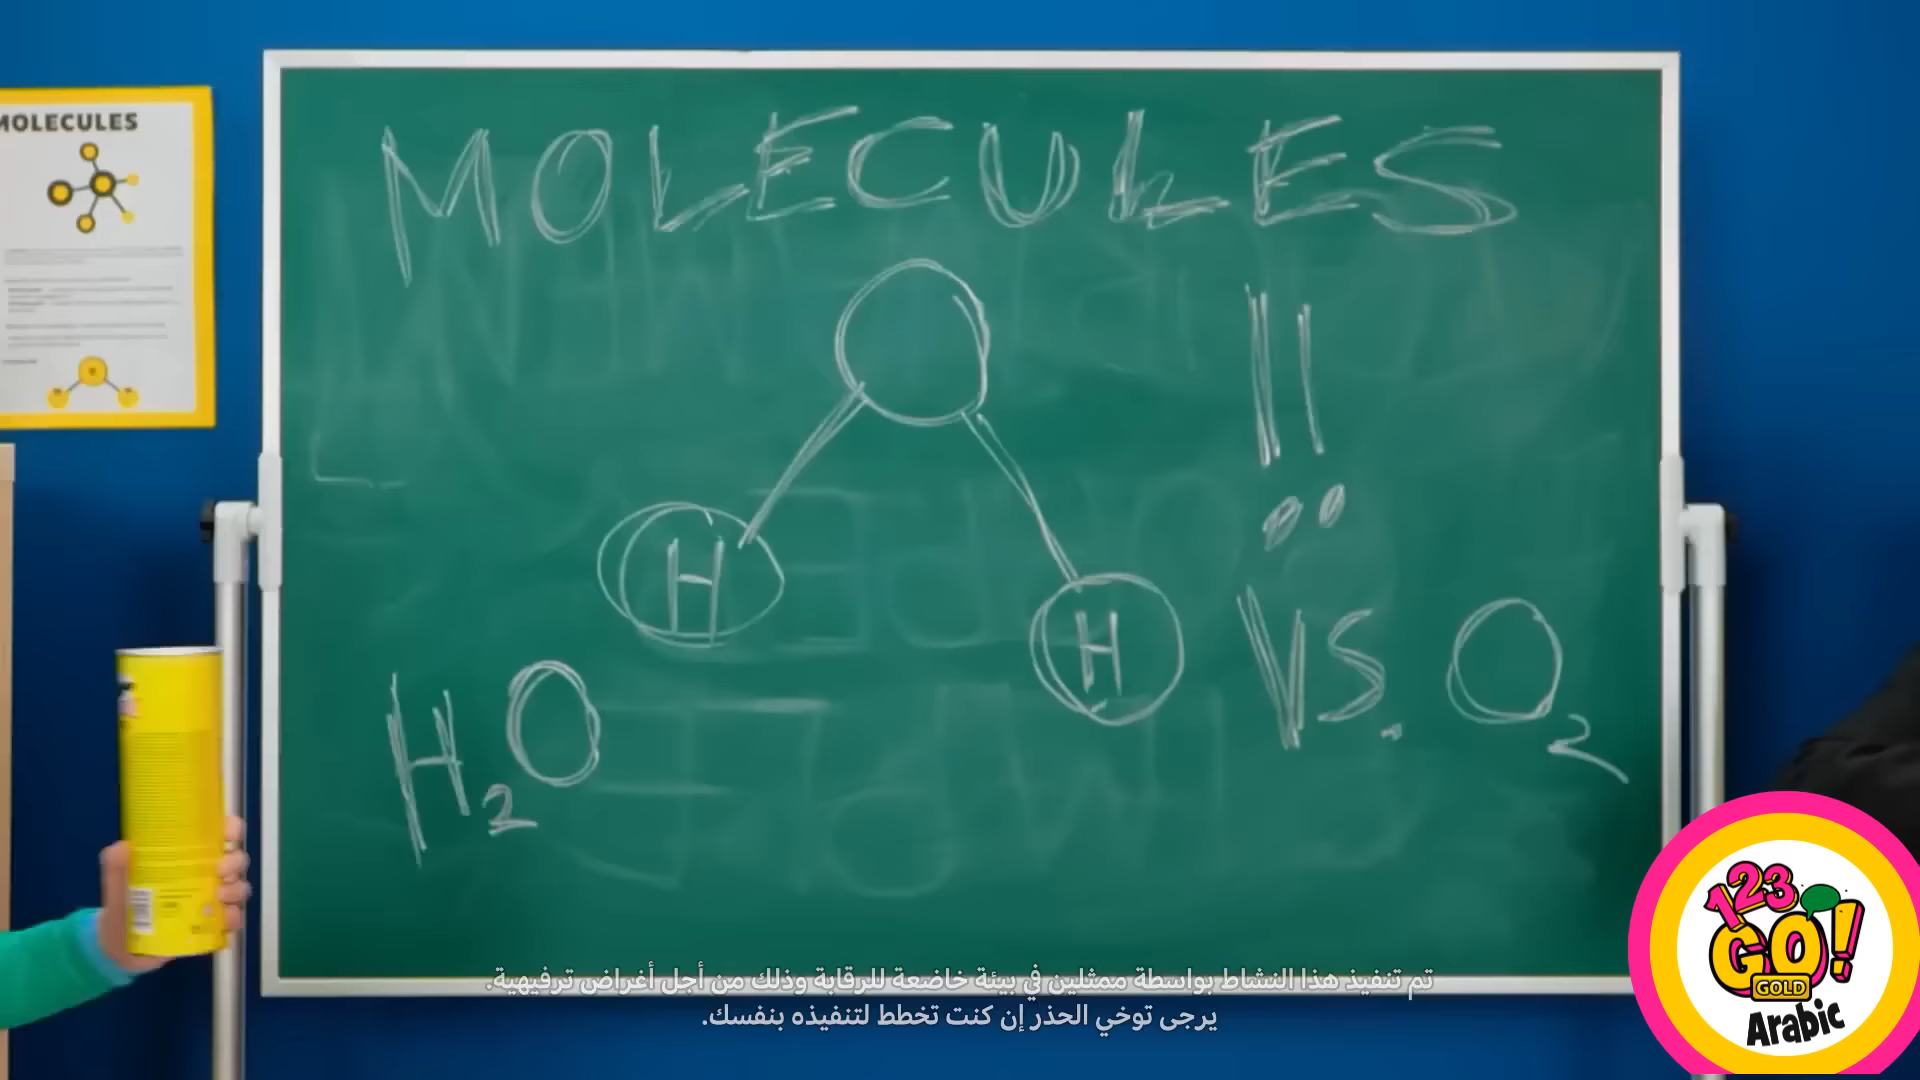 MOLECULES
MOLECULES
H
H
!!
VS. O2
H2O
123
GO!
GOLD
Arabic
تم تنفيذ هذا النشاط بواسطة ممثلين في بيئة خاضعة للرقابة وذلك من أجل أغراض ترفيهية.
يرجى توخي الحذر إن كنت تخطط لتنفيذه بنفسك.